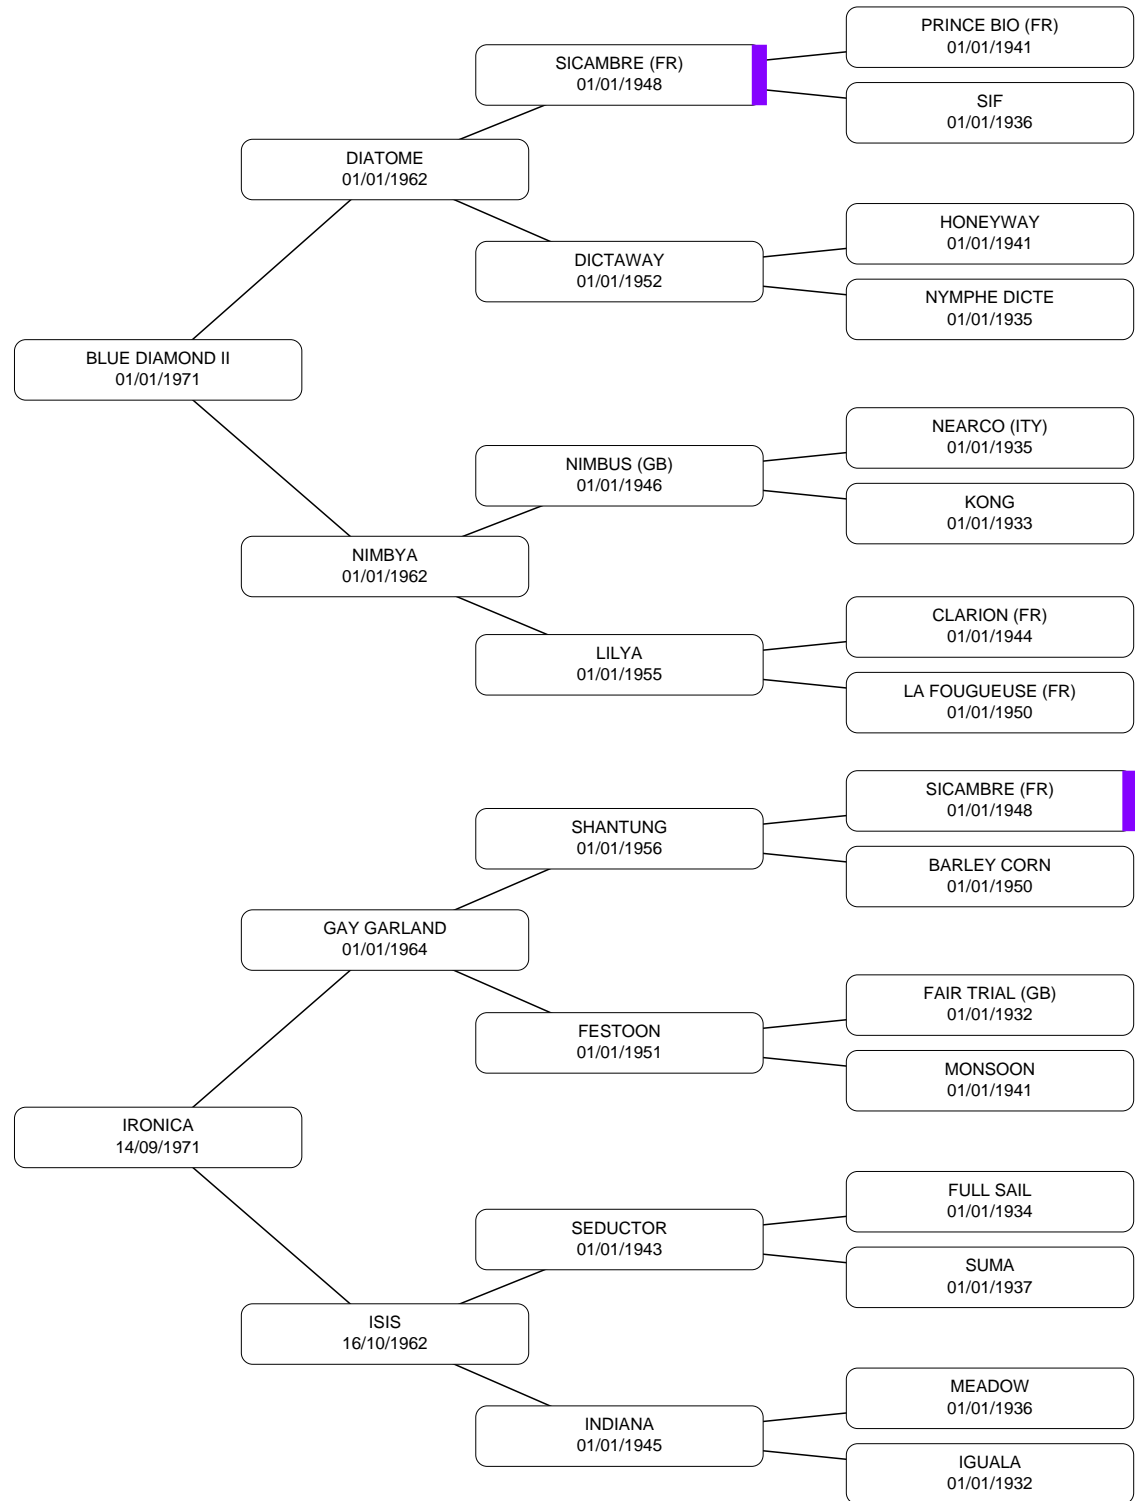 PRINCE BIO (FR)
01/01/1941
SICAMBRE (FR)
01/01/1948
SIF
01/01/1936
DIATOME
01/01/1962
HONEYWAY
01/01/1941
DICTAWAY
01/01/1952
NYMPHE DICTE
01/01/1935
BLUE DIAMOND II
01/01/1971
NEARCO (ITY)
01/01/1935
NIMBUS (GB)
01/01/1946
KONG
01/01/1933
NIMBYA
01/01/1962
CLARION (FR)
01/01/1944
LILYA
01/01/1955
LA FOUGUEUSE (FR)
01/01/1950
SICAMBRE (FR)
01/01/1948
SHANTUNG
01/01/1956
BARLEY CORN
01/01/1950
GAY GARLAND
01/01/1964
FAIR TRIAL (GB)
01/01/1932
FESTOON
01/01/1951
MONSOON
01/01/1941
IRONICA
14/09/1971
FULL SAIL
01/01/1934
SEDUCTOR
01/01/1943
SUMA
01/01/1937
ISIS
16/10/1962
MEADOW
01/01/1936
INDIANA
01/01/1945
IGUALA
01/01/1932